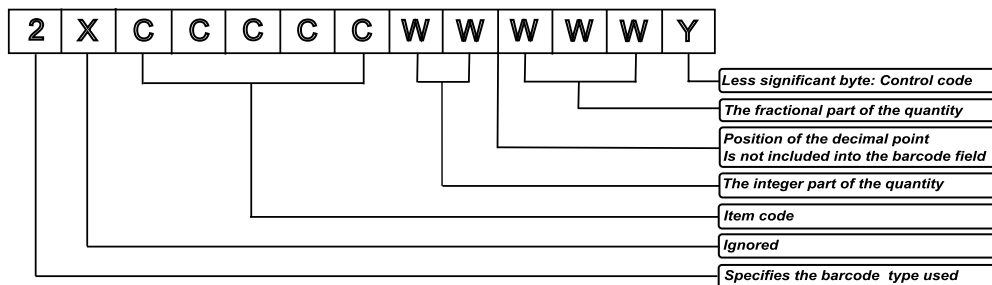 2 X C C C C C W W W W W Y
Less significant byte: Control code
The fractional part of the quantity
Position of the decimal point
Is not included into the barcode field
The integer part of the quantity
Item code
Ignored
Specifies the barcode type used